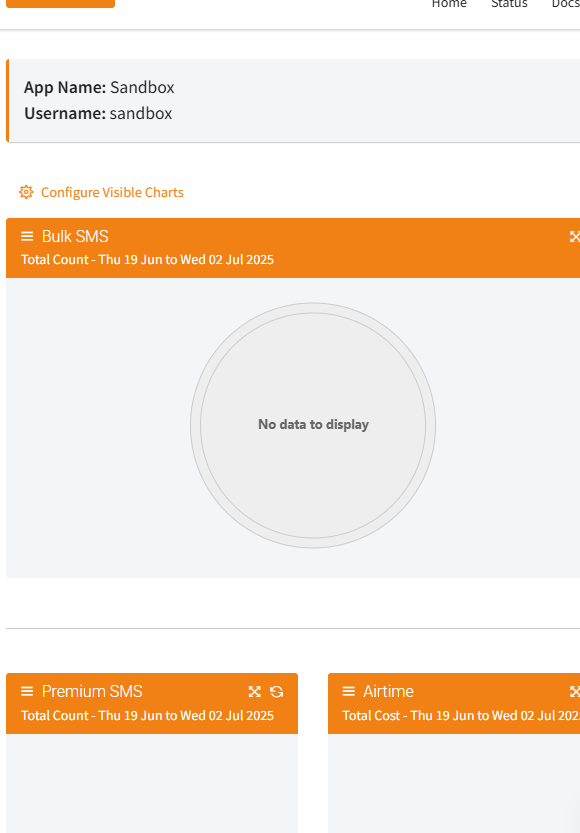 Home Status Docs
App Name: Sandbox
Username: sandbox
Configure Visible Charts
Bulk SMS
Total Count - Thu 19 Jun to Wed 02 Jul 2025
No data to display
Premium SMS
Total Count - Thu 19 Jun to Wed 02 Jul 2025
Airtime
Total Cost - Thu 19 Jun to Wed 02 Jul 202